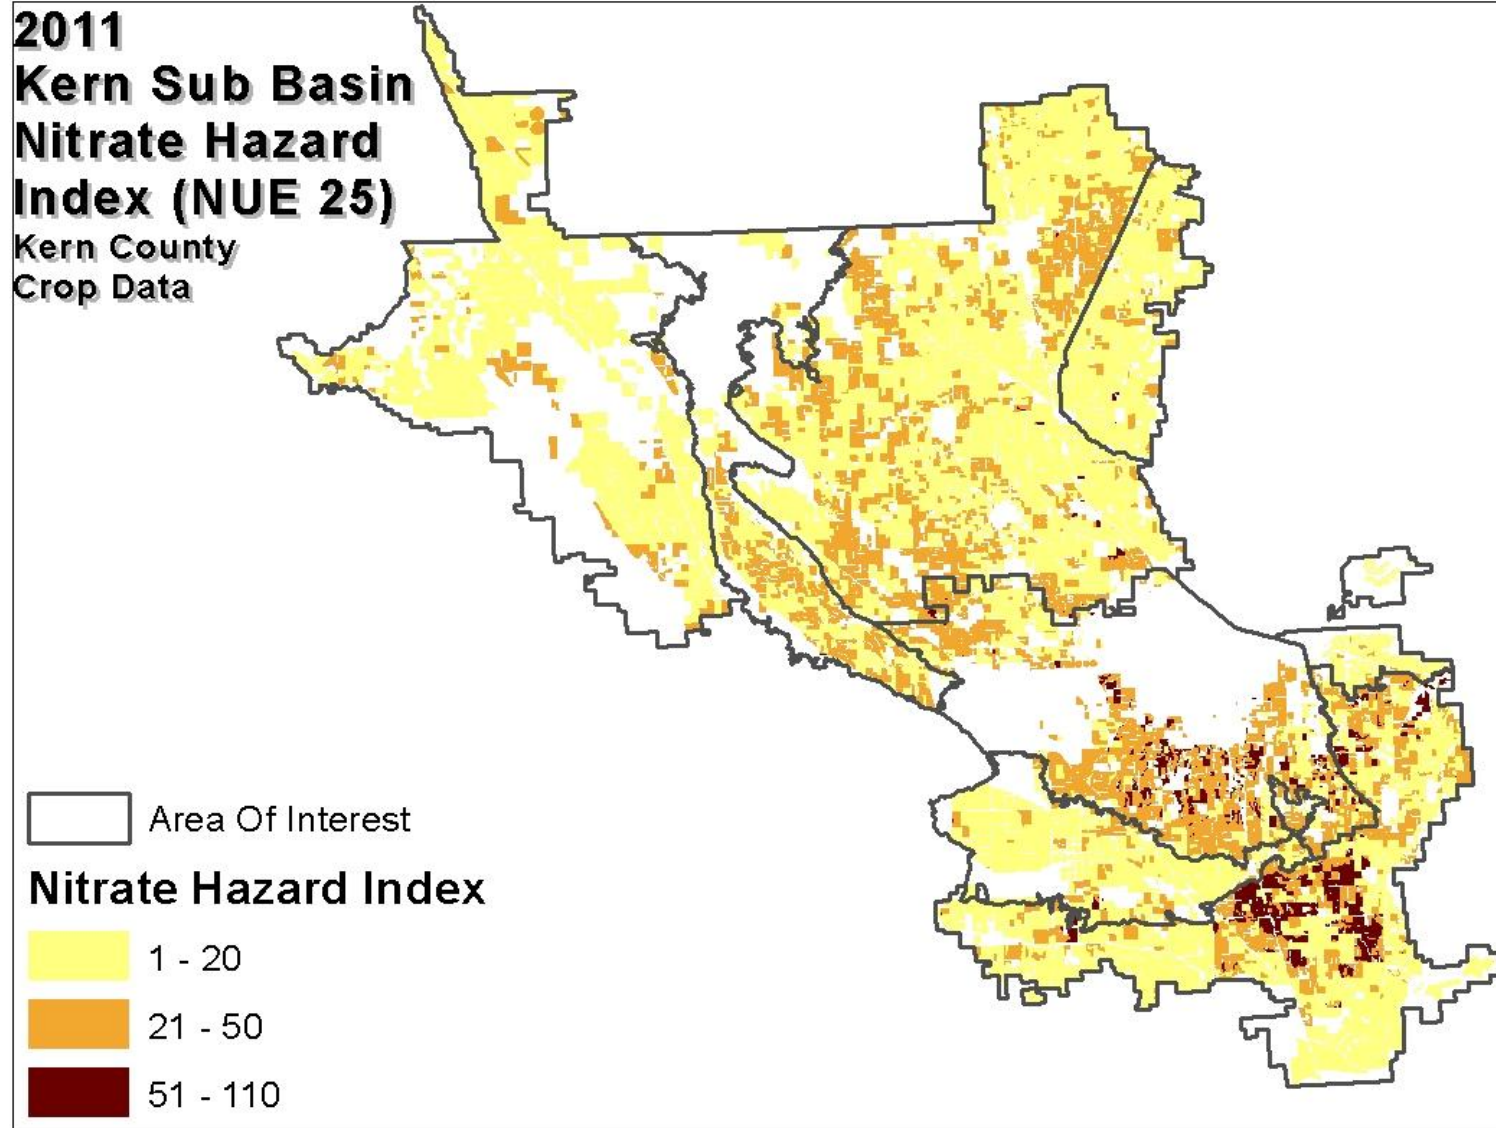 2011
Kern Sub Basin
Nitrate Hazard
Index (NUE 25)
Kern County
Crop Data
Area Of Interest
Nitrate Hazard Index
1 - 20
21 - 50
51 - 110